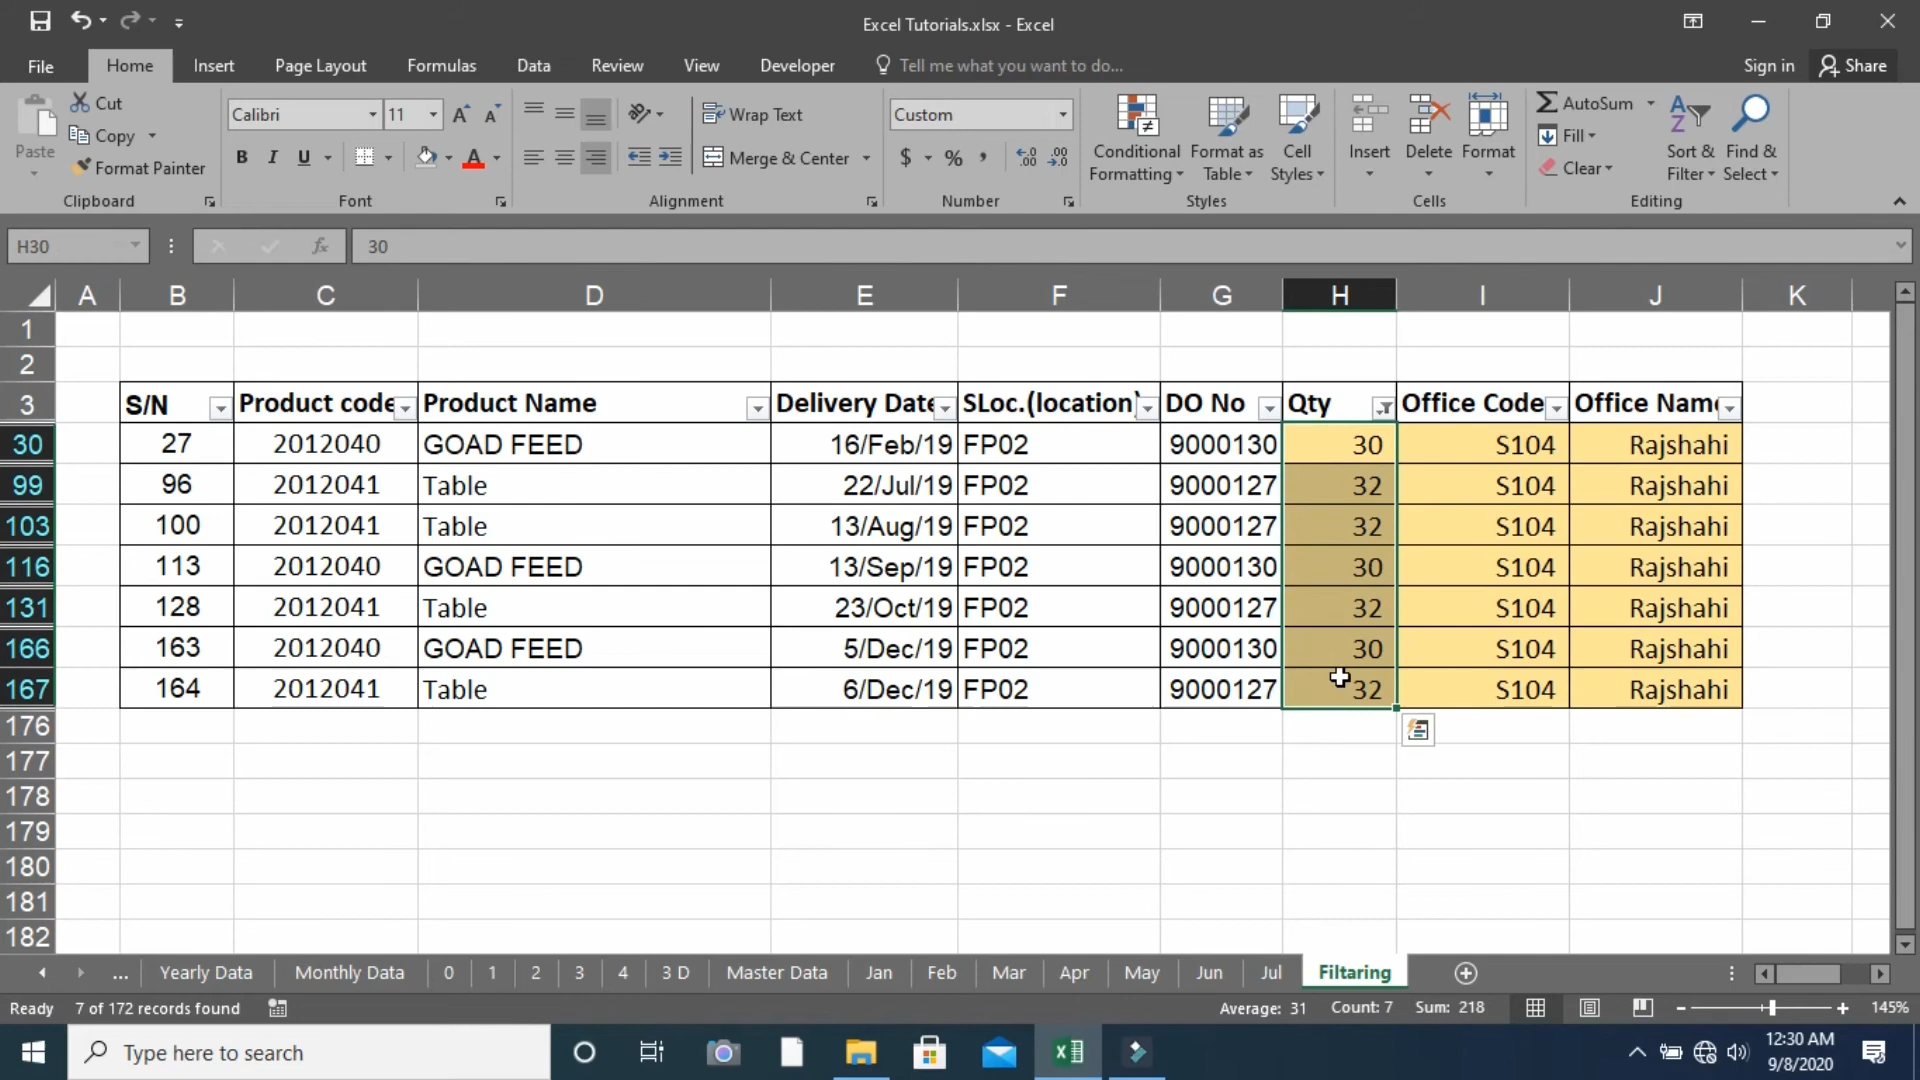 Excel Tutorials.xlsx - Excel
File Home Insert Page Layout Formulas Data Review View Developer Tell me what you want to do... Sign in Share
Paste
Cut
Copy
Format Painter
Clipboard
Calibri 11
B I U
Font
Wrap Text
Merge & Center
Alignment
Custom
$ %
Number
Conditional Formatting
Format as Table
Cell Styles
Styles
Insert Delete Format
Cells
AutoSum
Fill
Clear
Sort & Filter
Find & Select
Editing
H30 fx 30
A B C D E F G H I J K
1
2
3 S/N Product code Product Name Delivery Date SLoc.(location) DO No Qty Office Code Office Nam
30 27 2012040 GOAD FEED 16/Feb/19 FP02 9000130 30 S104 Rajshahi
99 96 2012041 Table 22/Jul/19 FP02 9000127 32 S104 Rajshahi
103 100 2012041 Table 13/Aug/19 FP02 9000127 32 S104 Rajshahi
116 113 2012040 GOAD FEED 13/Sep/19 FP02 9000130 30 S104 Rajshahi
131 128 2012041 Table 23/Oct/19 FP02 9000127 32 S104 Rajshahi
166 163 2012040 GOAD FEED 5/Dec/19 FP02 9000130 30 S104 Rajshahi
167 164 2012041 Table 6/Dec/19 FP02 9000127 32 S104 Rajshahi
176
177
178
179
180
181
182
... Yearly Data Monthly Data 0 1 2 3 4 3 D Master Data Jan Feb Mar Apr May Jun Jul Filtaring
Ready 7 of 172 records found Average: 31 Count: 7 Sum: 218 145%
Type here to search 12:30 AM
9/8/2020